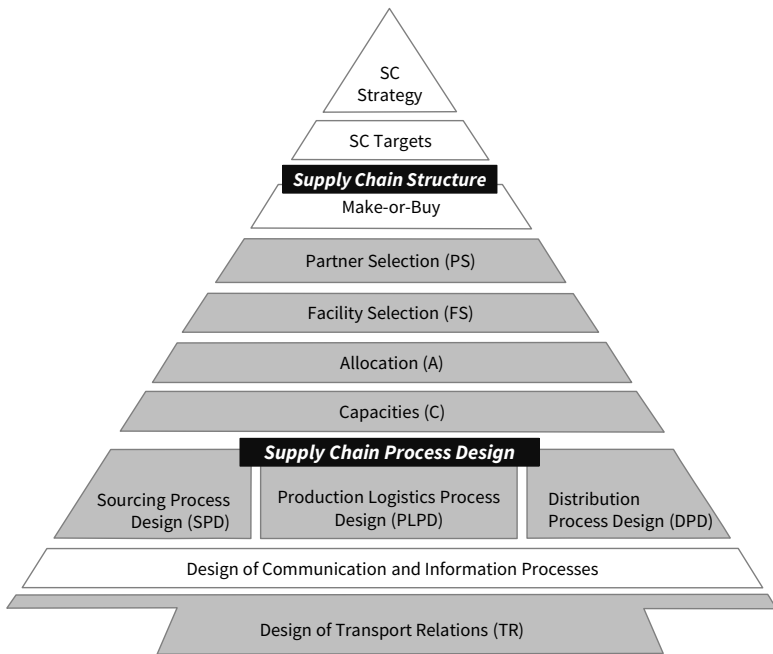 SC
Strategy
SC Targets
Supply Chain Structure
Make-or-Buy
Partner Selection (PS)
Facility Selection (FS)
Allocation (A)
Capacities (C)
Supply Chain Process Design
Sourcing Process
Design (SPD)
Production Logistics Process
Design (PLPD)
Distribution
Process Design (DPD)
Design of Communication and Information Processes
Design of Transport Relations (TR)